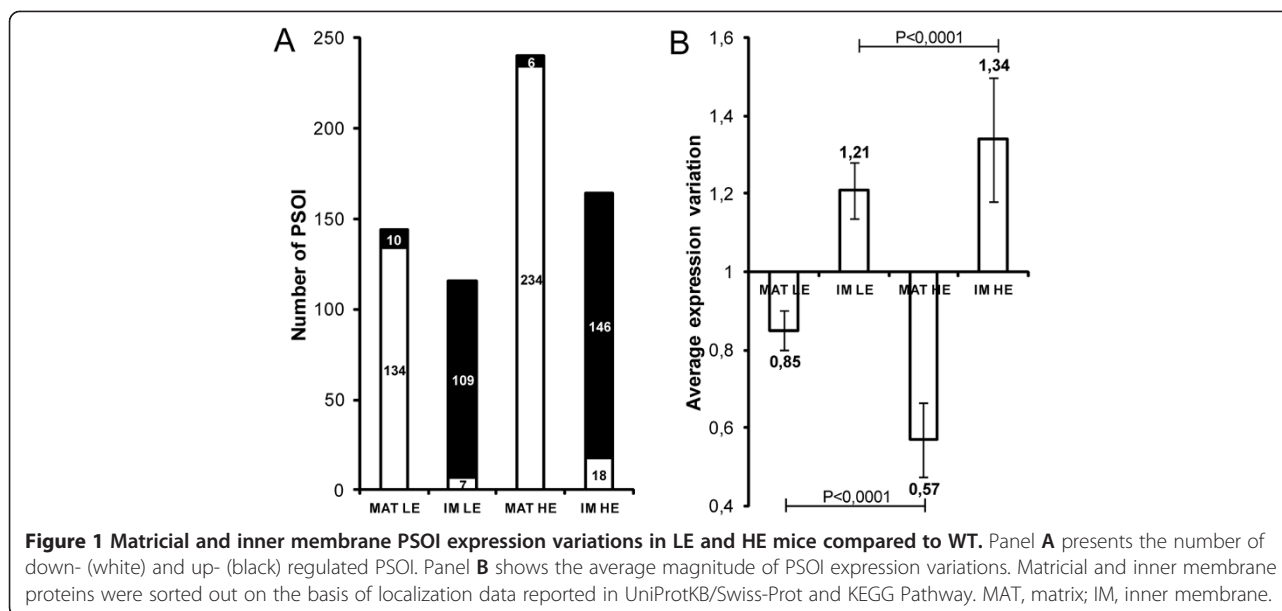 A
250
200
150
100
50
0
Number of PSOI
10
134
109
7
6
234
146
18
MAT LE IM LE MAT HE IM HE
B
1,6
1,4
1,2
1
0,8
0,6
0,4
Average expression variation
P<0,0001
1,34
1,21
MAT LE IM LE MAT HE IM HE
0,85
0,57
P<0,0001
Figure 1 Matricial and inner membrane PSOI expression variations in LE and HE mice compared to WT. Panel A presents the number of
down- (white) and up- (black) regulated PSOI. Panel B shows the average magnitude of PSOI expression variations. Matricial and inner membrane
proteins were sorted out on the basis of localization data reported in UniProtKB/Swiss-Prot and KEGG Pathway. MAT, matrix; IM, inner membrane.